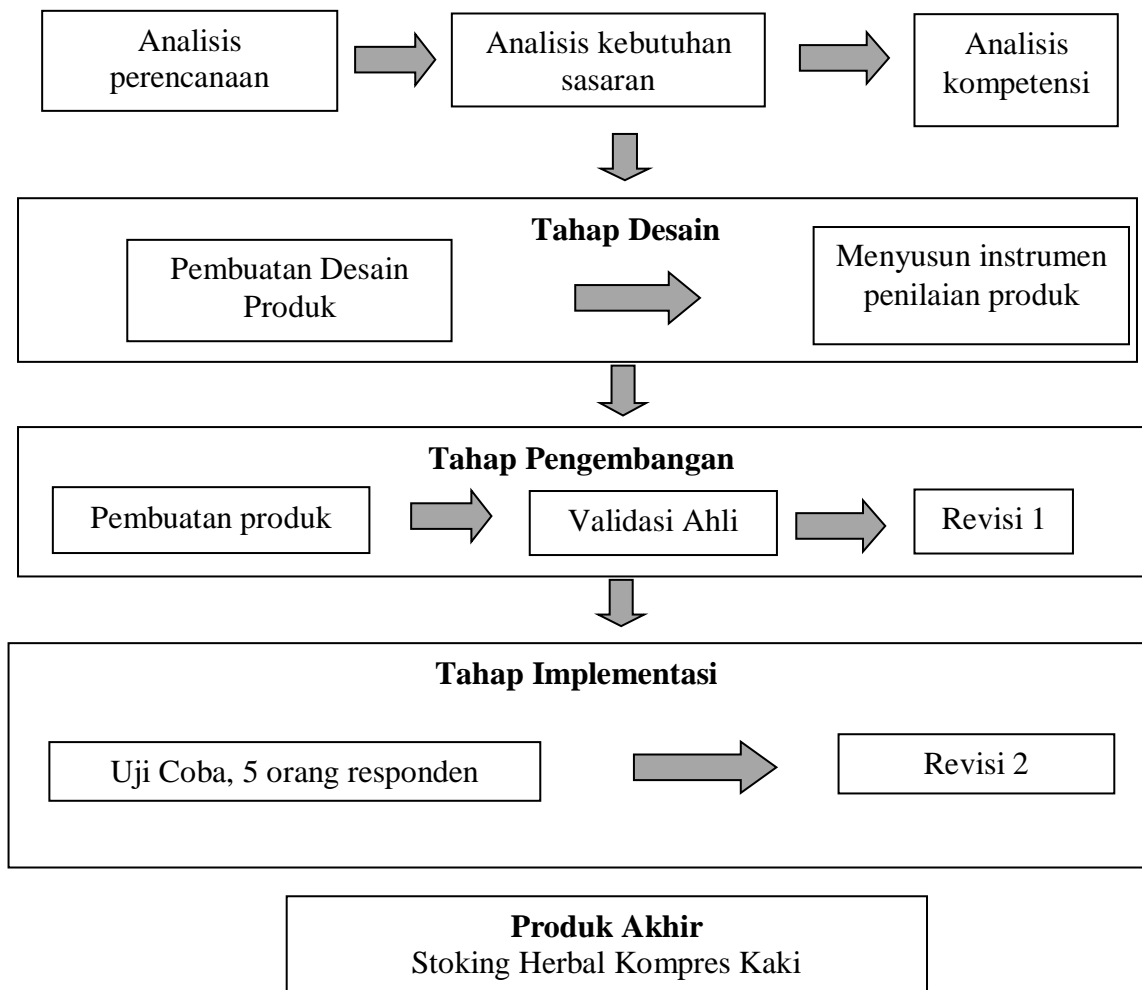 Analisis
perencanaan
Analisis kebutuhan
sasaran
Analisis
kompetensi
Tahap Desain
Pembuatan Desain
Produk
Menyusun instrumen
penilaian produk
Tahap Pengembangan
Pembuatan produk
Validasi Ahli
Revisi 1
Tahap Implementasi
Uji Coba, 5 orang responden
Revisi 2
Produk Akhir
Stoking Herbal Kompres Kaki